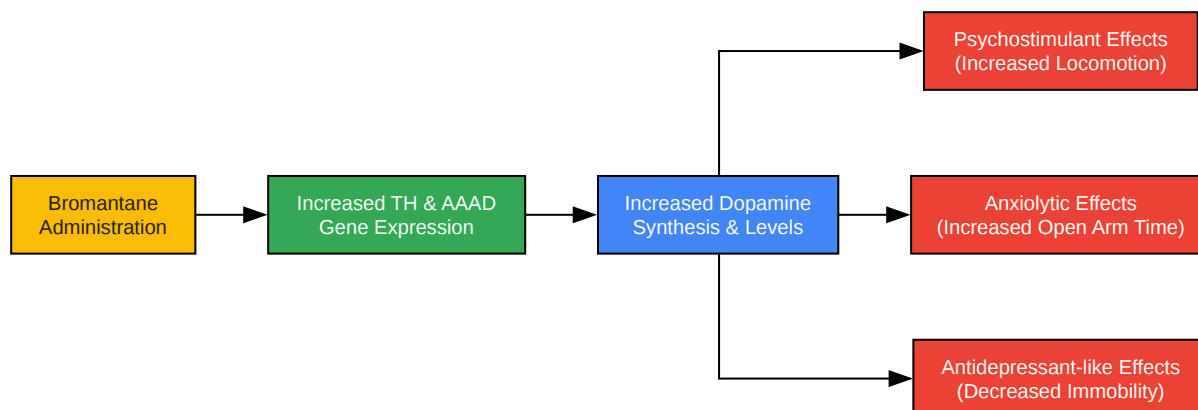 Psychostimulant Effects
(Increased Locomotion)
Bromantane
Administration
Increased TH & AAAD
Gene Expression
Increased Dopamine
Synthesis & Levels
Anxiolytic Effects
(Increased Open Arm Time)
Antidepressant-like Effects
(Decreased Immobility)